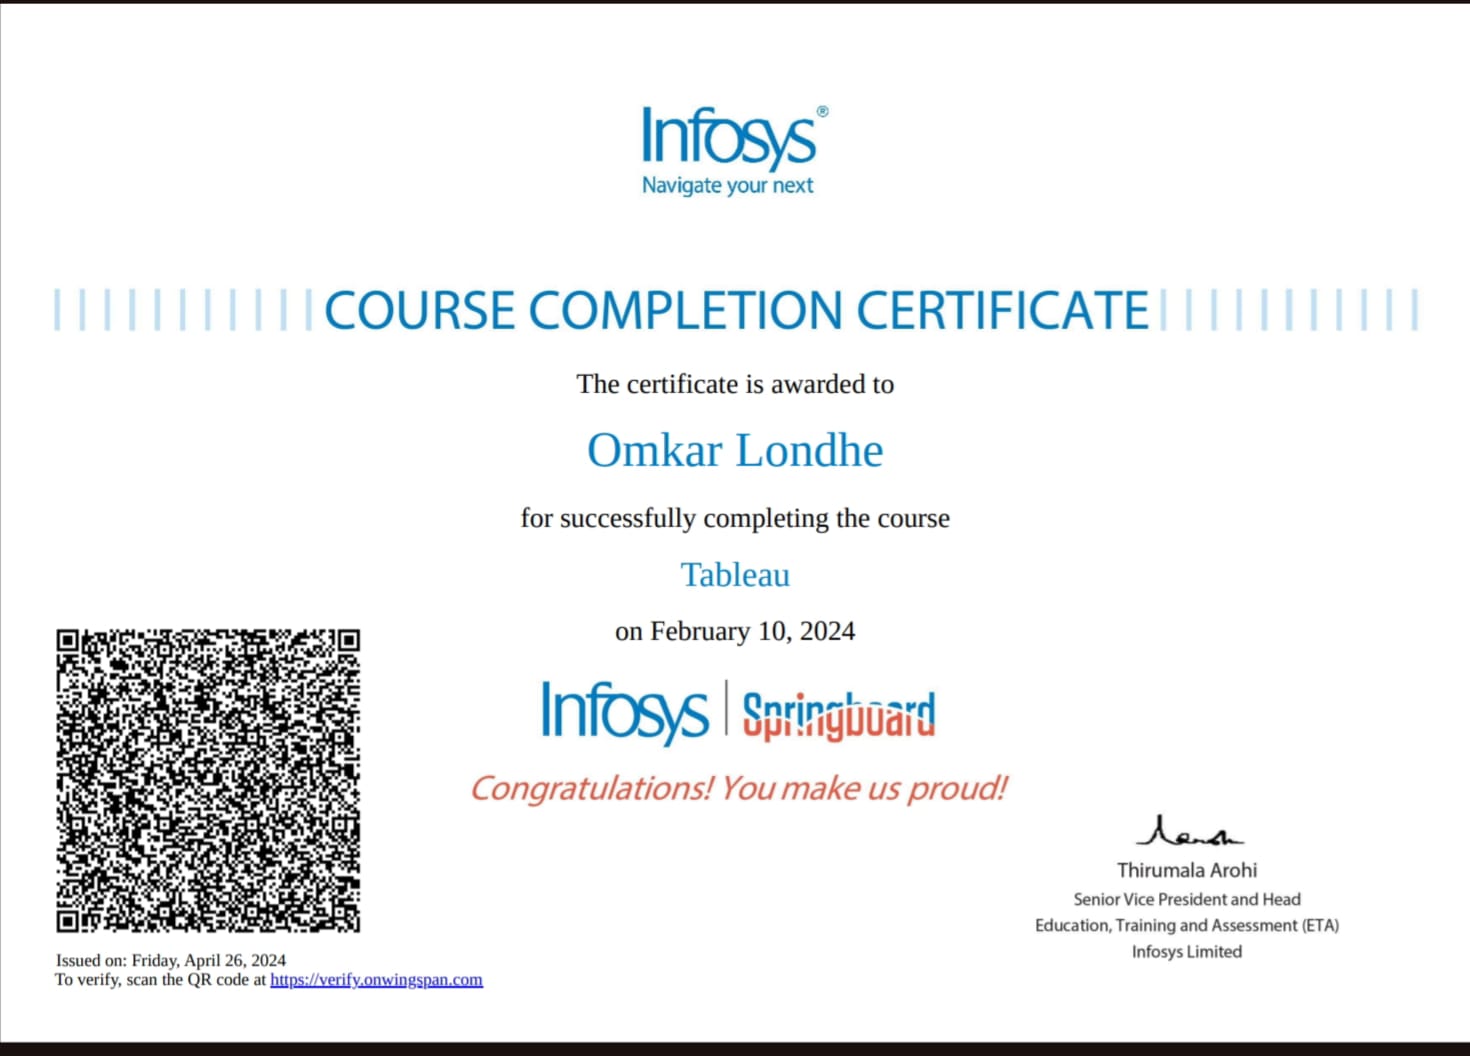 Infosys®
Navigate your next
COURSE COMPLETION CERTIFICATE
The certificate is awarded to
Omkar Londhe
for successfully completing the course
Tableau
on February 10, 2024
Infosys | Springboard
Congratulations! You make us proud!
Thirumala Arohi
Senior Vice President and Head
Education, Training and Assessment (ETA)
Infosys Limited
Issued on: Friday, April 26, 2024
To verify, scan the QR code at https://verify.onwingspan.com